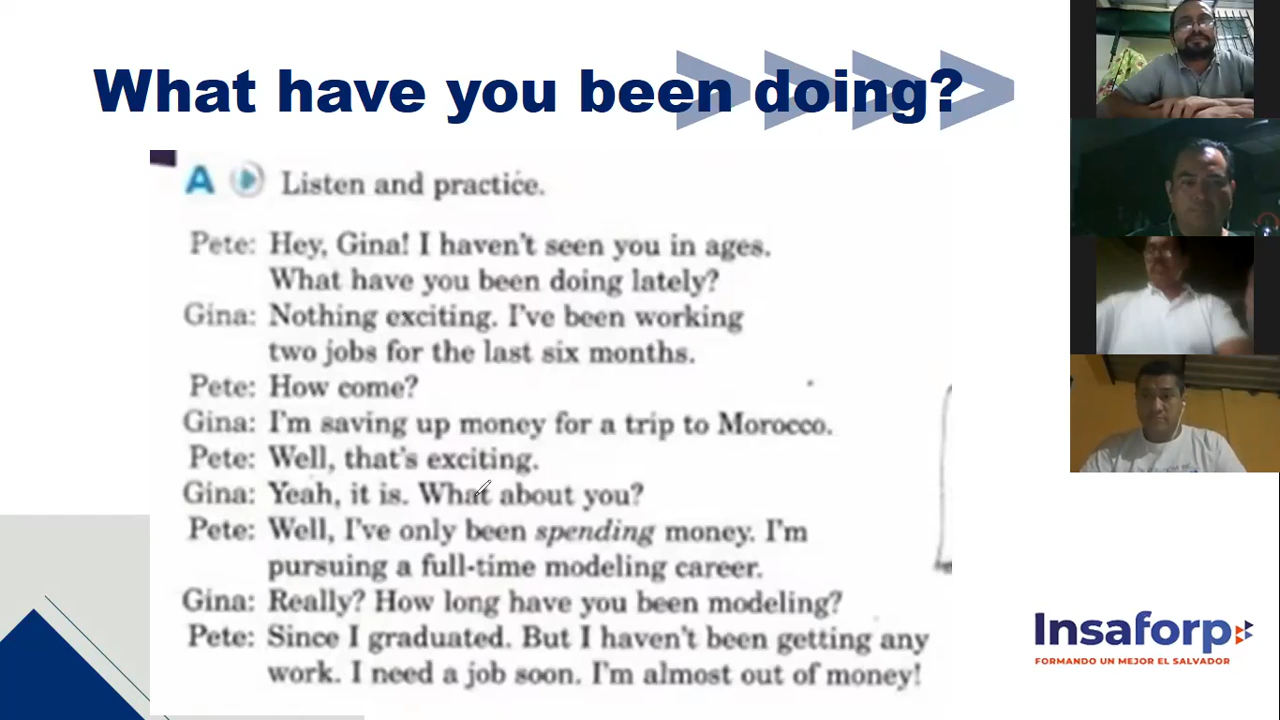 What have you been doing?
A Listen and practice.
Pete: Hey, Gina! I haven't seen you in ages.
What have you been doing lately?
Gina: Nothing exciting. I've been working
two jobs for the last six months.
Pete: How come?
Gina: I'm saving up money for a trip to Morocco.
Pete: Well, that's exciting.
Gina: Yeah, it is. What about you?
Pete: Well, I've only been spending money. I'm
pursuing a full-time modeling career.
Gina: Really? How long have you been modeling?
Pete: Since I graduated. But I haven't been getting any
work. I need a job soon. I'm almost out of money!
Insaforp
FORMANDO UN MEJOR EL SALVADOR